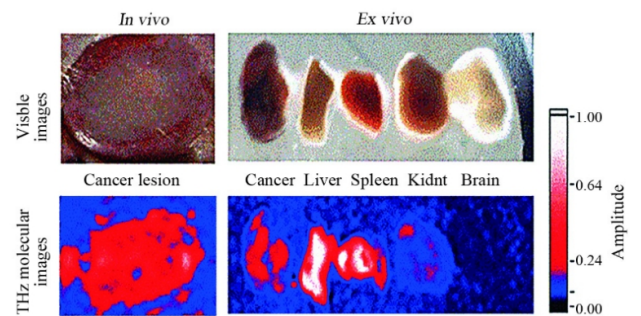 In vivo
Ex vivo
Visble images
Cancer lesion
Cancer Liver Spleen Kidnt Brain
THz molecular images
1.00
0.64
0.24
0.00
Amplitude